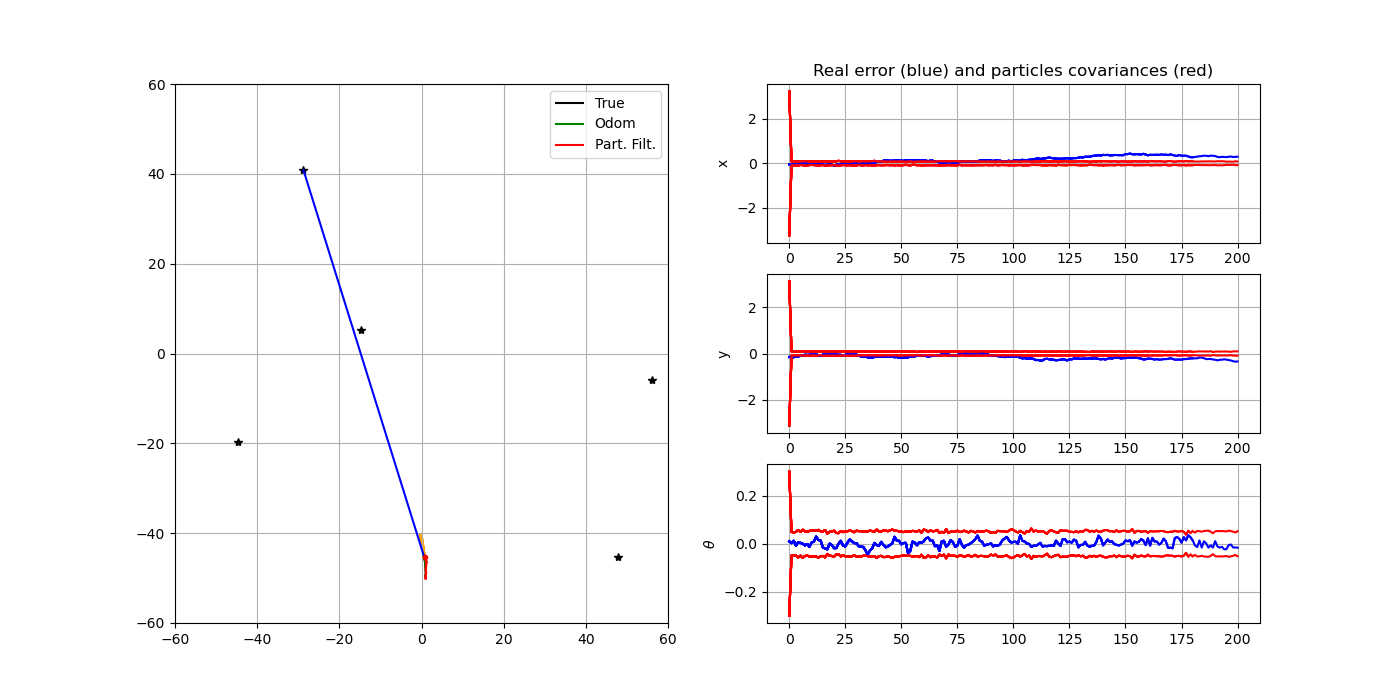 60
40
20
0
−20
−40
−60
−60 −40 −20 0 20 40 60
True
Odom
Part. Filt.
Real error (blue) and particles covariances (red)
x
2
0
−2
0 25 50 75 100 125 150 175 200
y
2
0
−2
0 25 50 75 100 125 150 175 200
θ
0.2
0.0
−0.2
0 25 50 75 100 125 150 175 200